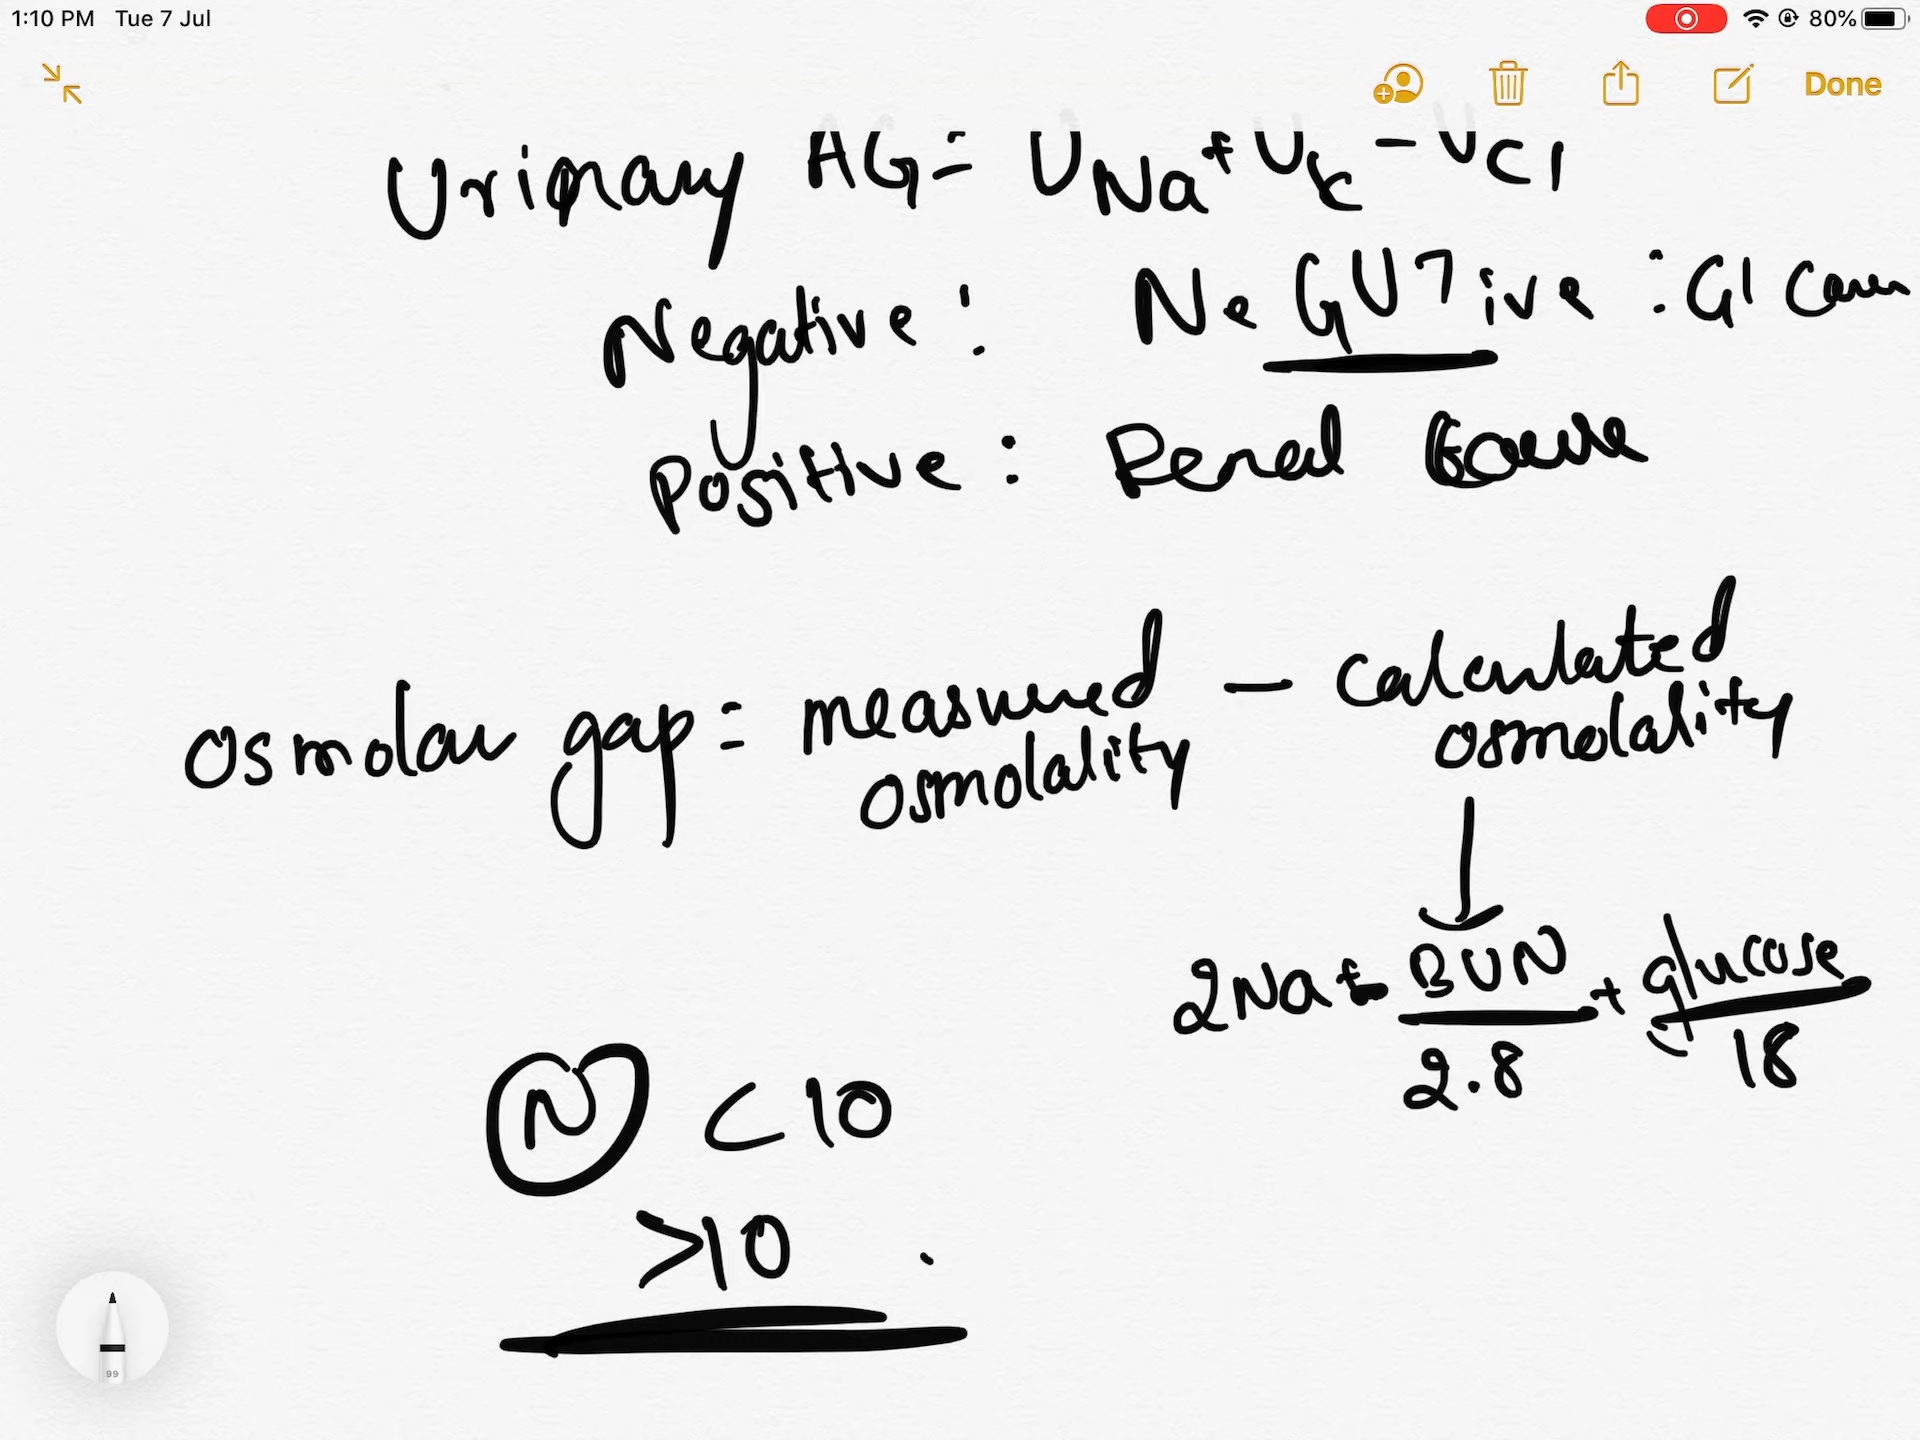 1:10 PM Tue 7 Jul
80%
Done
Urinary AG = UNa + UK - UCl
Negative : NeGUTive : GI
Positive : Renal Cause
Osmolar gap = measured osmolality - calculated osmolality
2Na + BUN/2.8 + glucose/18
N < 10
>10
99